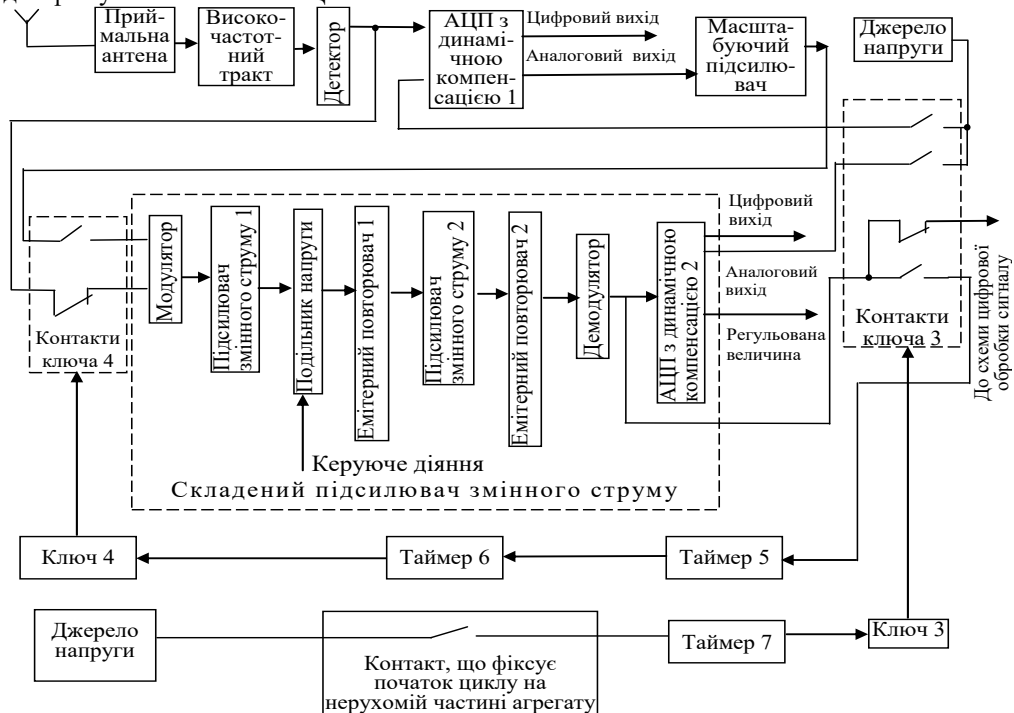 Прий-
мальна
антена
Високо-
частот-
ний
тракт
Детектор
АЦП з
динамі-
чною
компен-
сацією 1
Цифровий вихід
Аналоговий вихід
Масшта-
буючий
підсилю-
вач
Джерело
напруги
Контакти
ключа 4
Модулятор
Підсилювач
змінного струму 1
Подільник напруги
Емітерний повторювач 1
Підсилювач
змінного струму 2
Емітерний повторювач 2
Демодулятор
АЦП з динамічною
компенсацією 2
Цифровий
вихід
Аналоговий
вихід
Регульована
величина
Контакти
ключа 3
До схеми цифрової
обробки сигналу
Керуюче діяння
Складений підсилювач змінного струму
Ключ 4
Таймер 6
Таймер 5
Джерело
напруги
Контакт, що фіксує
початок циклу на
нерухомій частині агрегату
Таймер 7
Ключ 3